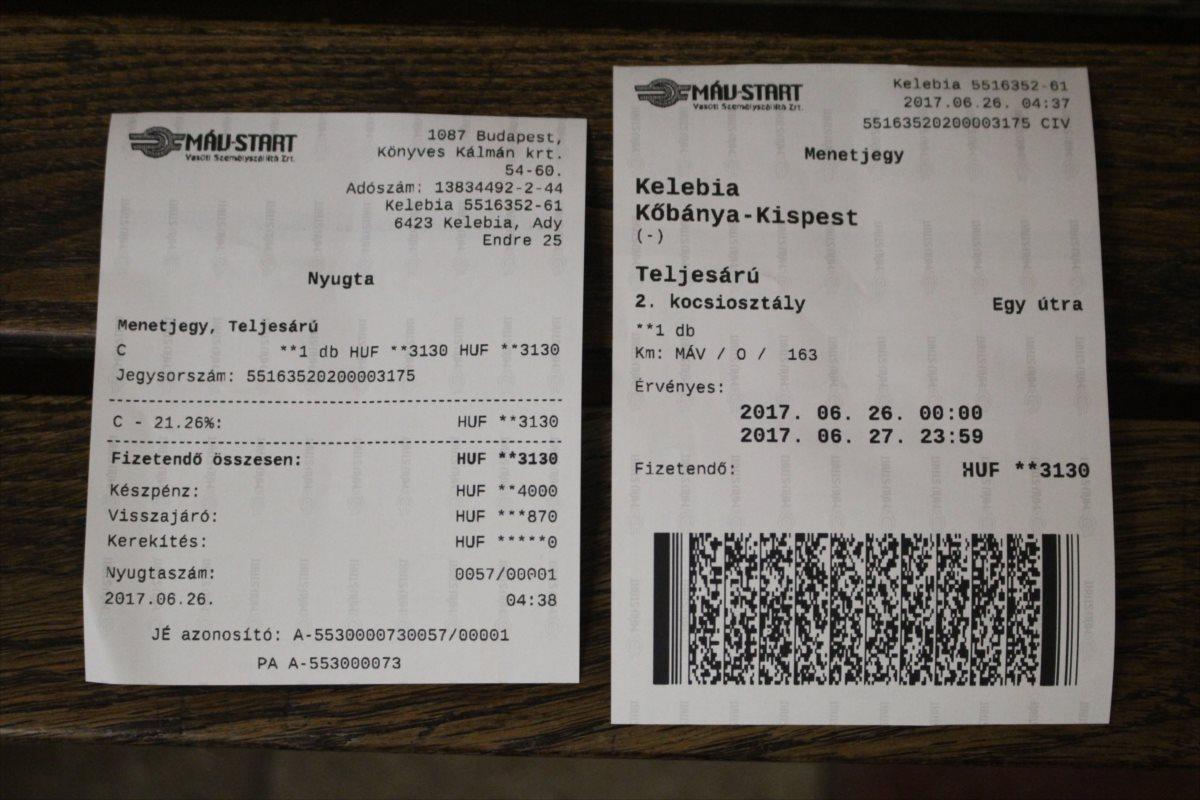 MÁV-START
Vasúti Személyszállító Zrt.
1087 Budapest,
Könyves Kálmán krt.
54-60.
Adószám: 13834492-2-44
Kelebia 5516352-61
6423 Kelebia, Ady
Endre 25
Nyugta
Menetjegy, Teljesárú
C **1 db HUF **3130 HUF **3130
Jegysorszám: 55163520200003175
C - 21.26%: HUF **3130
Fizetendő összesen: HUF **3130
Készpénz: HUF **4000
Visszajáró: HUF ***870
Kerekítés: HUF *****0
Nyugtaszám: 0057/00001
2017.06.26. 04:38
JÉ azonosító: A-5530000730057/00001
PA A-553000073
MÁV-START
Vasúti Személyszállító Zrt.
Kelebia 5516352-61
2017.06.26. 04:37
55163520200003175 CIV
Menetjegy
Kelebia
Kőbánya-Kispest
(-)
Teljesárú
2. kocsiosztály Egy útra
**1 db
Km: MÁV / O / 163
Érvényes:
2017. 06. 26. 00:00
2017. 06. 27. 23:59
Fizetendő: HUF **3130